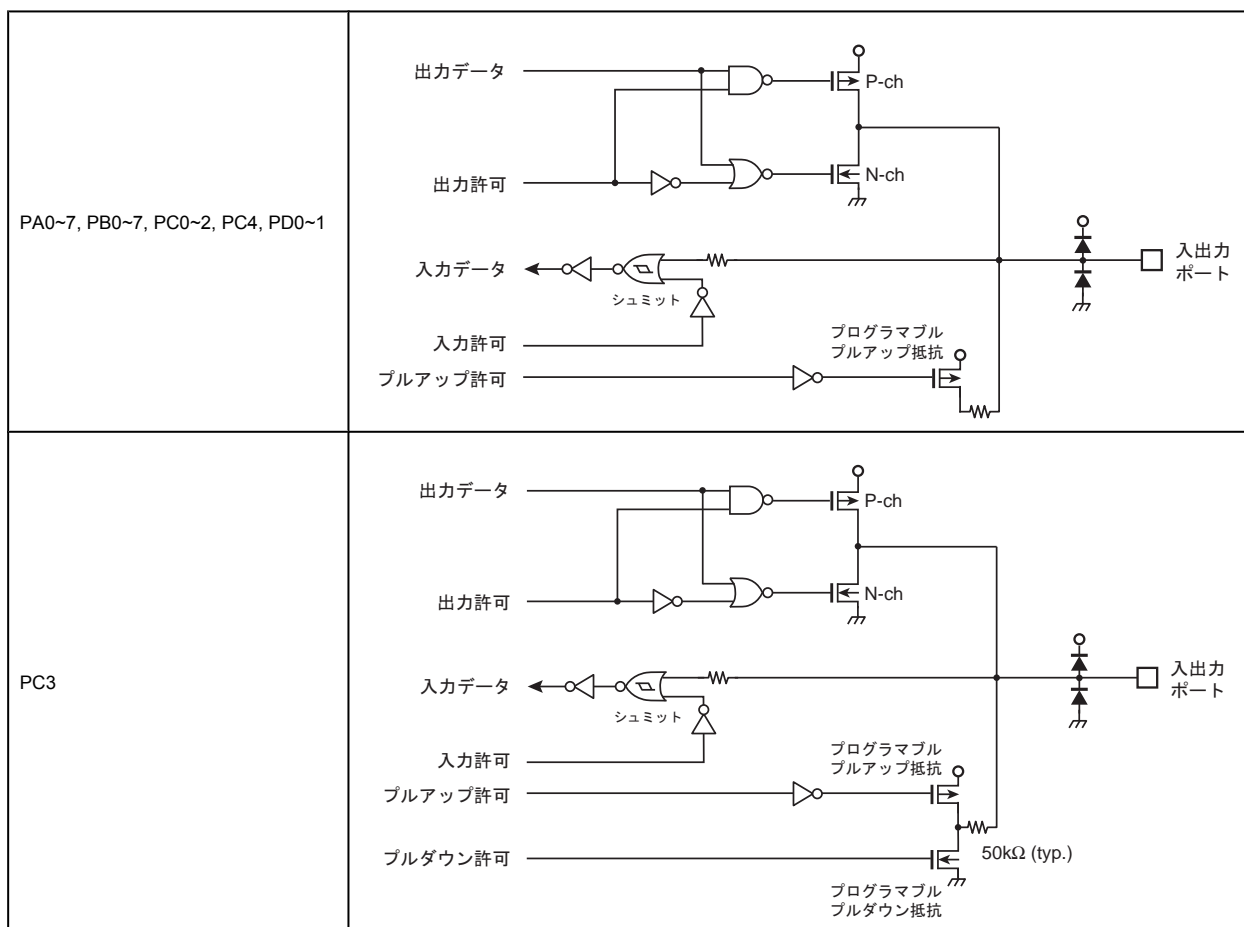 PA0~7, PB0~7, PC0~2, PC4, PD0~1
出力データ
P-ch
出力許可
N-ch
入力データ
シュミット
入出力
ポート
入力許可
プログラマブル
プルアップ抵抗
プルアップ許可
PC3
出力データ
P-ch
出力許可
N-ch
入力データ
シュミット
入出力
ポート
入力許可
プログラマブル
プルアップ抵抗
プルアップ許可
プルダウン許可
50kΩ (typ.)
プログラマブル
プルダウン抵抗